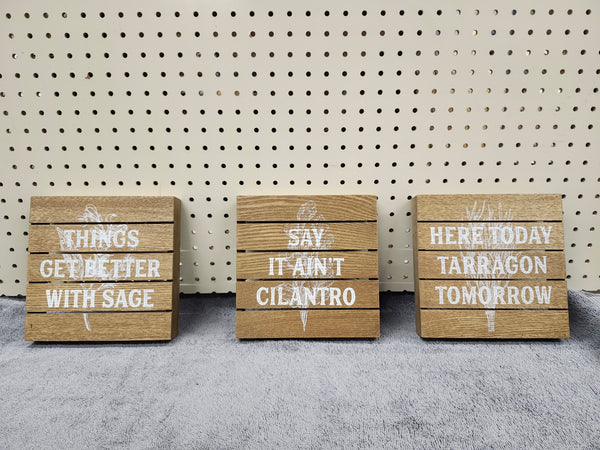 THINGS
GET BETTER
WITH SAGE
SAY
IT AIN'T
CILANTRO
HERE TODAY
TARRAGON
TOMORROW